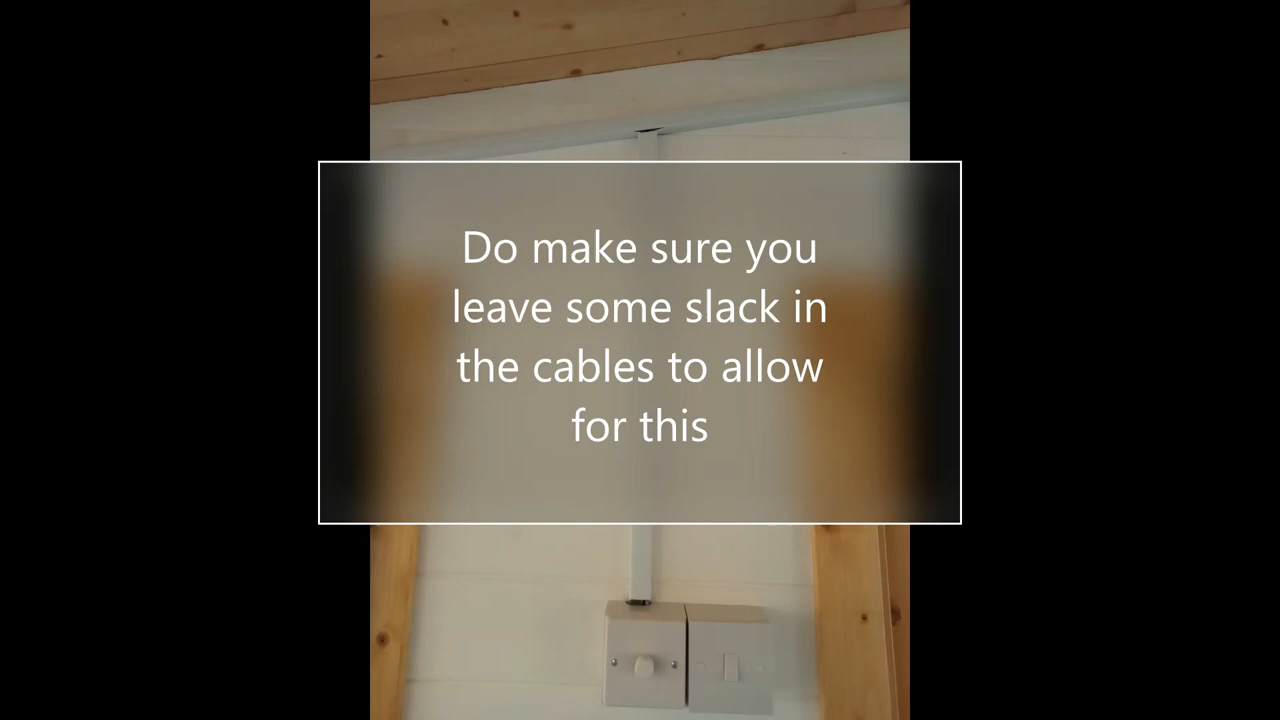 Do make sure you
leave some slack in
the cables to allow
for this